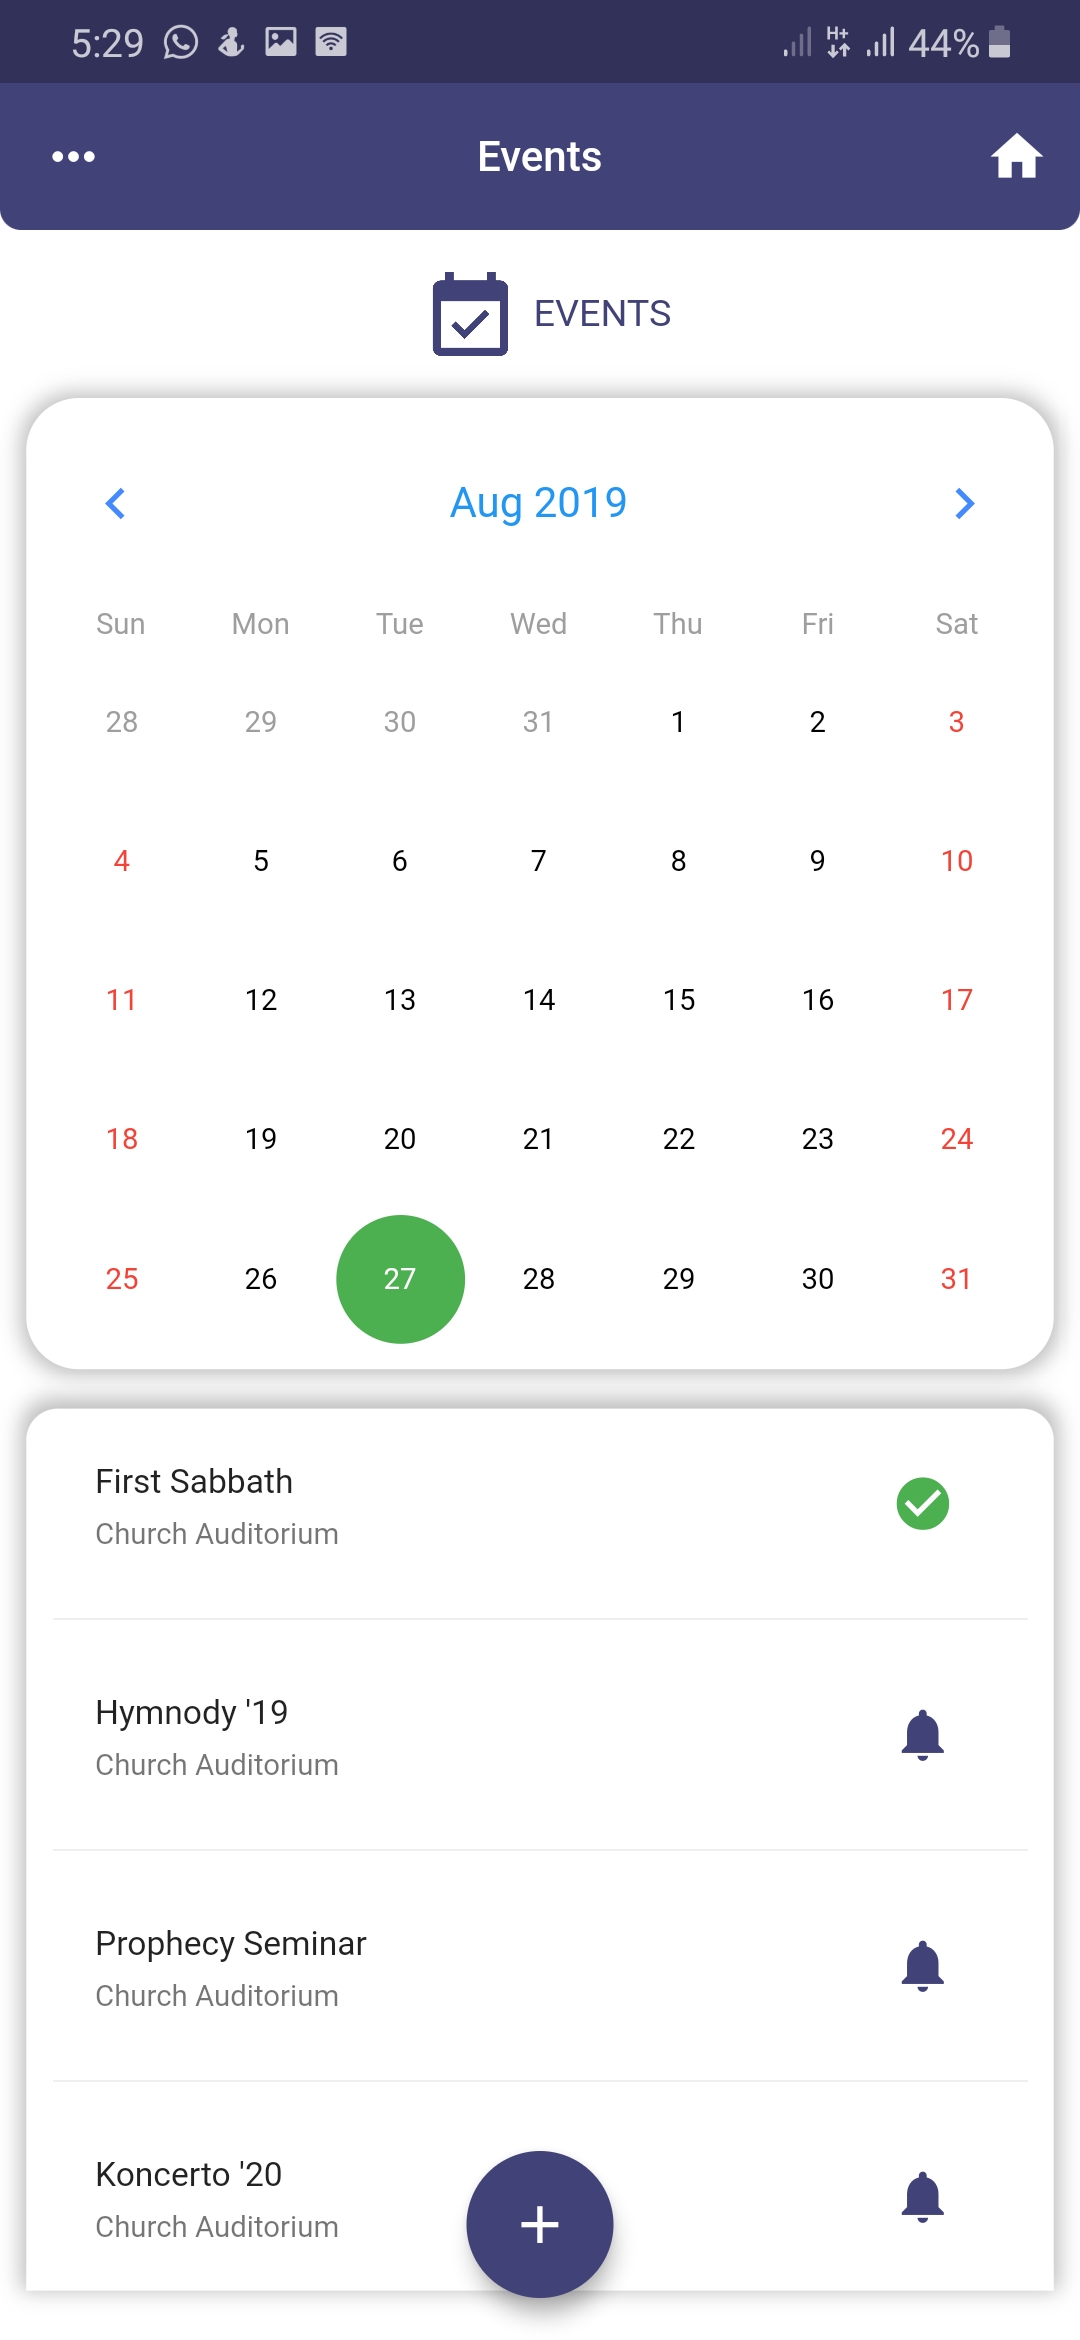 5:29 H+ 44%
Events
EVENTS
Aug 2019
Sun Mon Tue Wed Thu Fri Sat
28 29 30 31 1 2 3
4 5 6 7 8 9 10
11 12 13 14 15 16 17
18 19 20 21 22 23 24
25 26 27 28 29 30 31
First Sabbath
Church Auditorium
Hymnody '19
Church Auditorium
Prophecy Seminar
Church Auditorium
Koncerto '20
Church Auditorium
+